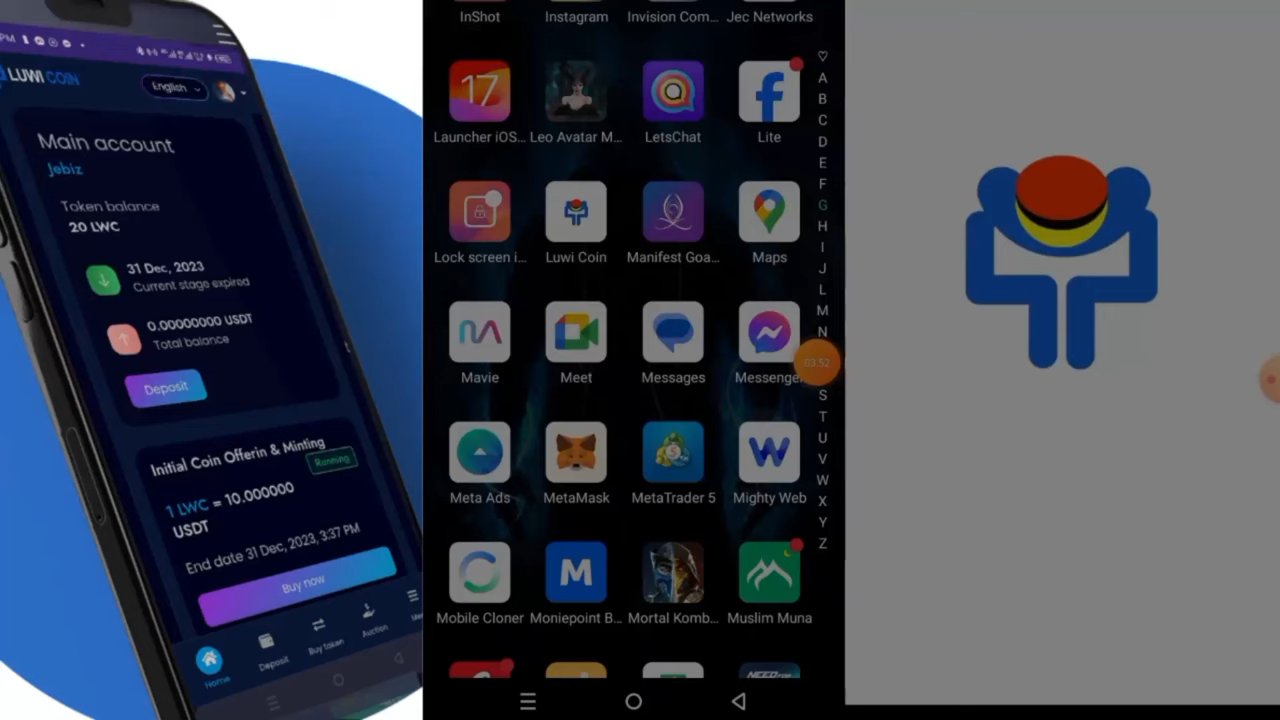 PM
LUWI COIN
English
Main account
Jebiz
Token balance
20 LWC
31 Dec, 2023
Current stage expired
0.00000000 USDT
Total balance
Deposit
Initial Coin Offerin & Minting
Running
1 LWC = 10.000000
USDT
End date 31 Dec, 2023, 3:37 PM
Buy now
Home
Deposit
Buy token
Auction
InShot Instagram Invision Com... Jec Networks
17
Launcher iOS... Leo Avatar M... LetsChat Lite
Lock screen i... Luwi Coin Manifest Goa... Maps
Mavie Meet Messages Messenger
03:52
Meta Ads MetaMask MetaTrader 5 Mighty Web
M
Mobile Cloner Moniepoint B... Mortal Komb... Muslim Muna
A
B
C
D
E
F
G
H
I
J
L
M
N
S
T
U
V
W
X
Y
Z